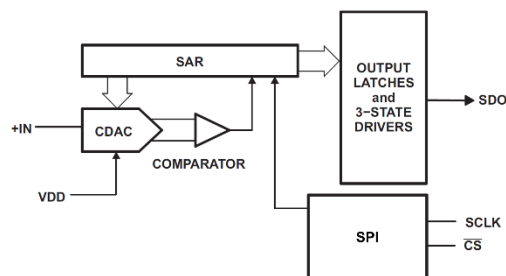 SAR
OUTPUT
LATCHES
and
3−STATE
DRIVERS
SDO
+IN
CDAC
COMPARATOR
VDD
SPI
SCLK
CS